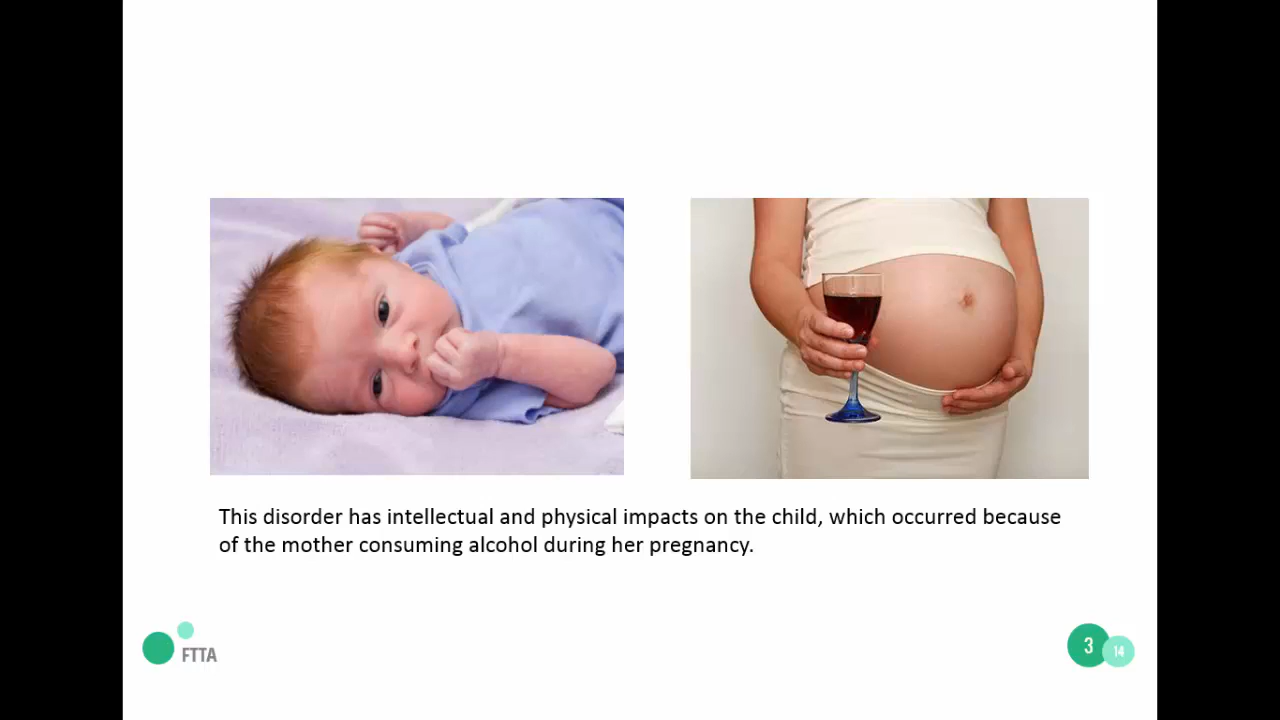 This disorder has intellectual and physical impacts on the child, which occurred because
of the mother consuming alcohol during her pregnancy.
FTTA
3
14